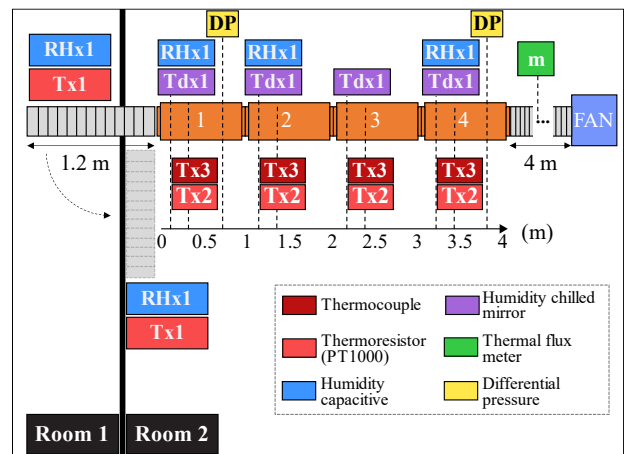 DP
DP
RHx1
RHx1
RHx1
RHx1
m
Tx1
Tdx1
Tdx1
Tdx1
Tdx1
1
2
3
4
...
FAN
1.2 m
Tx3
Tx3
Tx3
Tx3
4 m
Tx2
Tx2
Tx2
Tx2
0 0.5 1 1.5 2 2.5 3 3.5 4 (m)
RHx1
Tx1
Thermocouple
Humidity chilled
mirror
Thermoresistor
(PT1000)
Thermal flux
meter
Humidity
capacitive
Differential
pressure
Room 1
Room 2